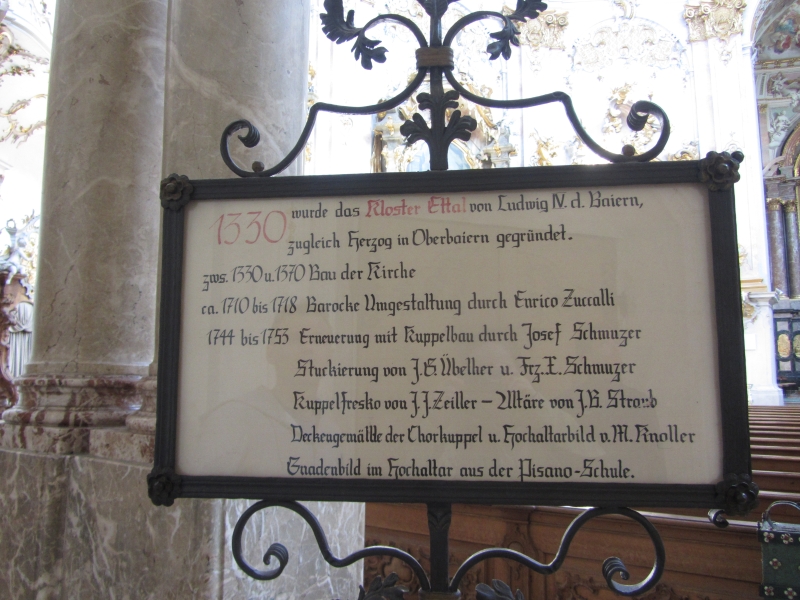 1330 wurde das Kloster Ettal von Ludwig IV. d. Baiern,
zugleich Herzog in Oberbaiern gegründet.
zws. 1330 u. 1370 Bau der Kirche
ca. 1710 bis 1718 Barocke Umgestaltung durch Enrico Zuccalli
1744 bis 1753 Erneuerung mit Kuppelbau durch Josef Schmuzer
Stuckierung von J.G. Übelher u. Frz. X. Schmuzer
Kuppelfresko von J.J. Zeiller – Altäre von J.B. Straub
Deckengemälde der Chorkuppel u. Hochaltarbild v. M. Knoller
Gnadenbild im Hochaltar aus der Pisano-Schule.